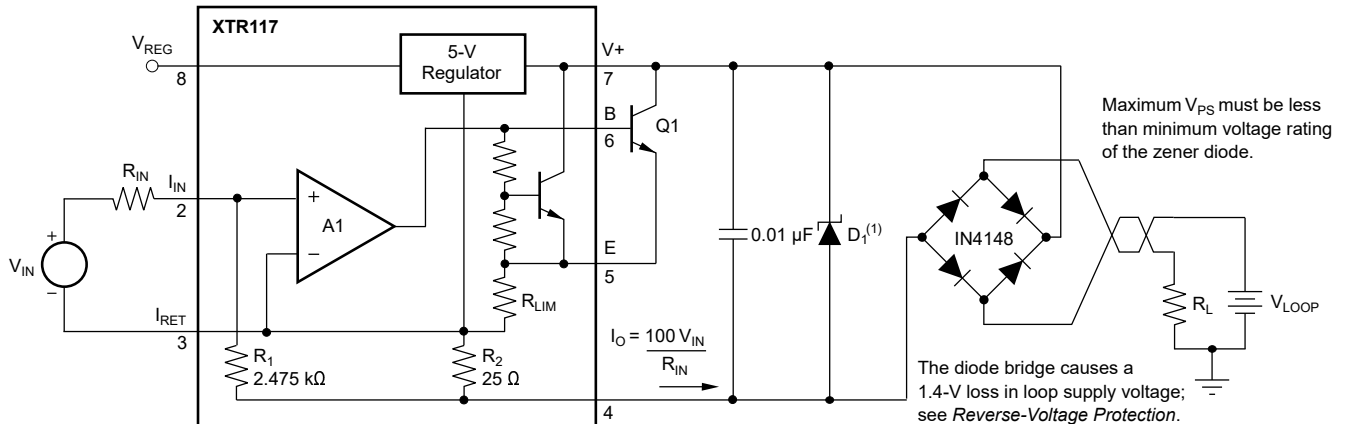 XTR117
V_REG
8
5-V
Regulator
V+
7
B
6
Q1
Maximum V_PS must be less
than minimum voltage rating
of the zener diode.
R_IN
I_IN
2
+
A1
−
+
V_IN
−
E
5
R_LIM
0.01 µF
D_1^(1)
IN4148
R_L
V_LOOP
I_RET
3
R_1
2.475 kΩ
R_2
25 Ω
I_O = 100 V_IN
R_IN
4
The diode bridge causes a
1.4-V loss in loop supply voltage;
see Reverse-Voltage Protection.